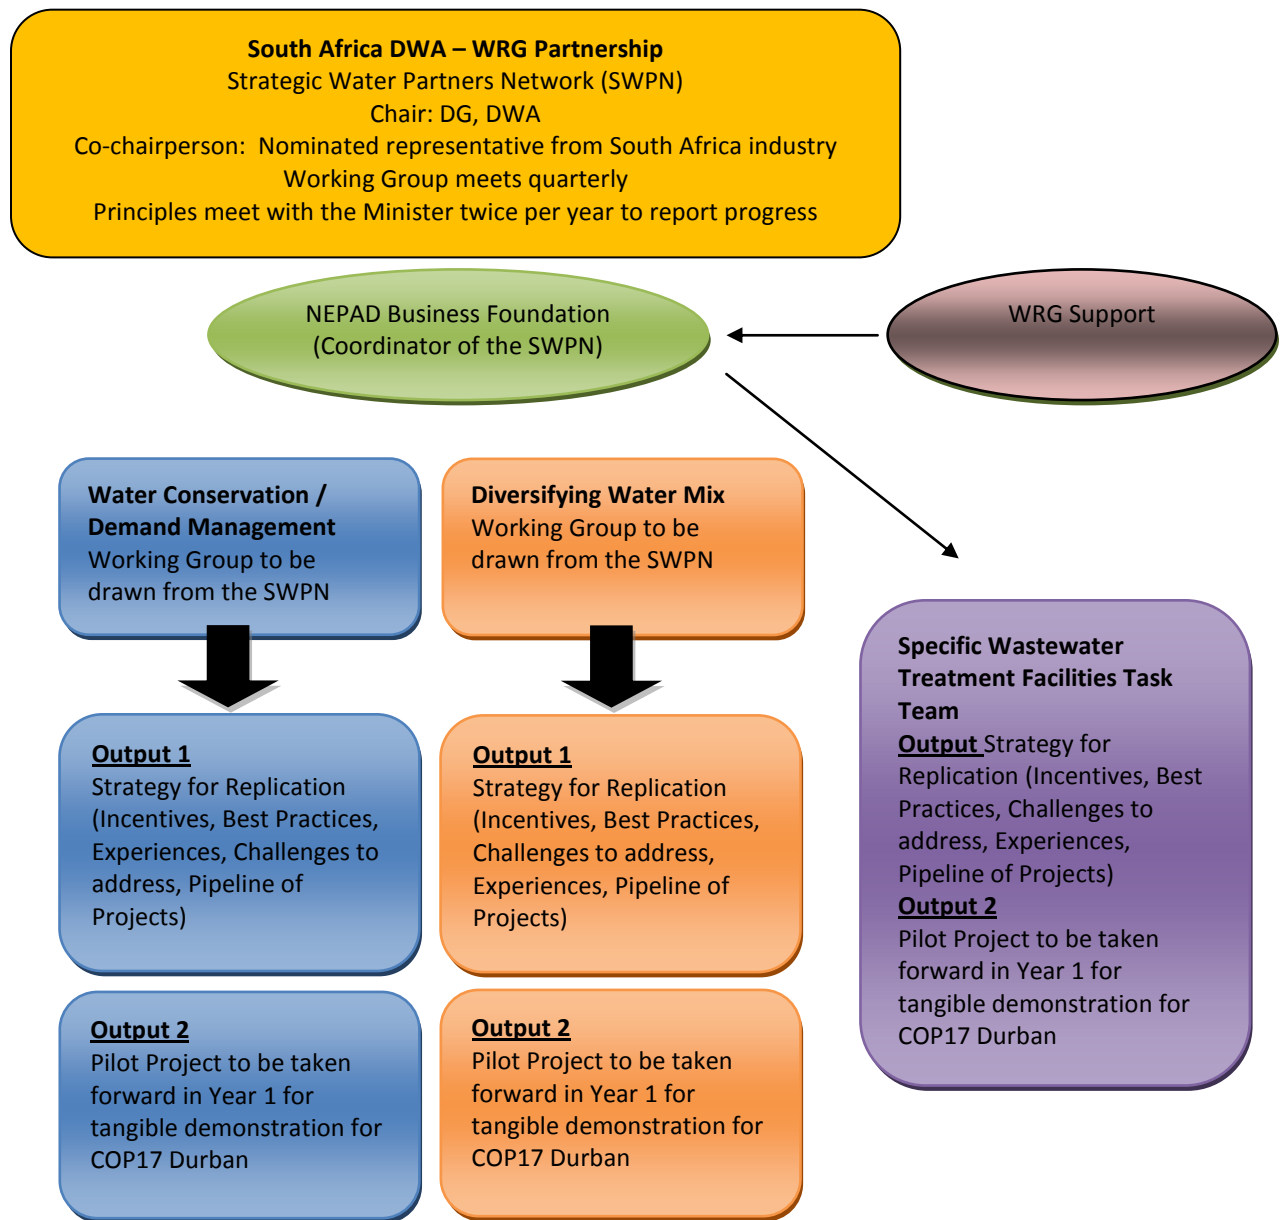 South Africa DWA – WRG Partnership
Strategic Water Partners Network (SWPN)
Chair: DG, DWA
Co-chairperson:  Nominated representative from South Africa industry
Working Group meets quarterly
Principles meet with the Minister twice per year to report progress
NEPAD Business Foundation
(Coordinator of the SWPN)
WRG Support
Water Conservation /
Demand Management
Working Group to be
drawn from the SWPN
Diversifying Water Mix
Working Group to be
drawn from the SWPN
Output 1
Strategy for Replication
(Incentives, Best Practices,
Experiences, Challenges to
address, Pipeline of
Projects)
Output 1
Strategy for Replication
(Incentives, Best Practices,
Challenges to address,
Experiences, Pipeline of
Projects)
Specific Wastewater
Treatment Facilities Task
Team
Output Strategy for
Replication (Incentives, Best
Practices, Challenges to
address, Experiences,
Pipeline of Projects)
Output 2
Pilot Project to be taken
forward in Year 1 for
tangible demonstration for
COP17 Durban
Output 2
Pilot Project to be taken
forward in Year 1 for
tangible demonstration for
COP17 Durban
Output 2
Pilot Project to be taken
forward in Year 1 for
tangible demonstration for
COP17 Durban